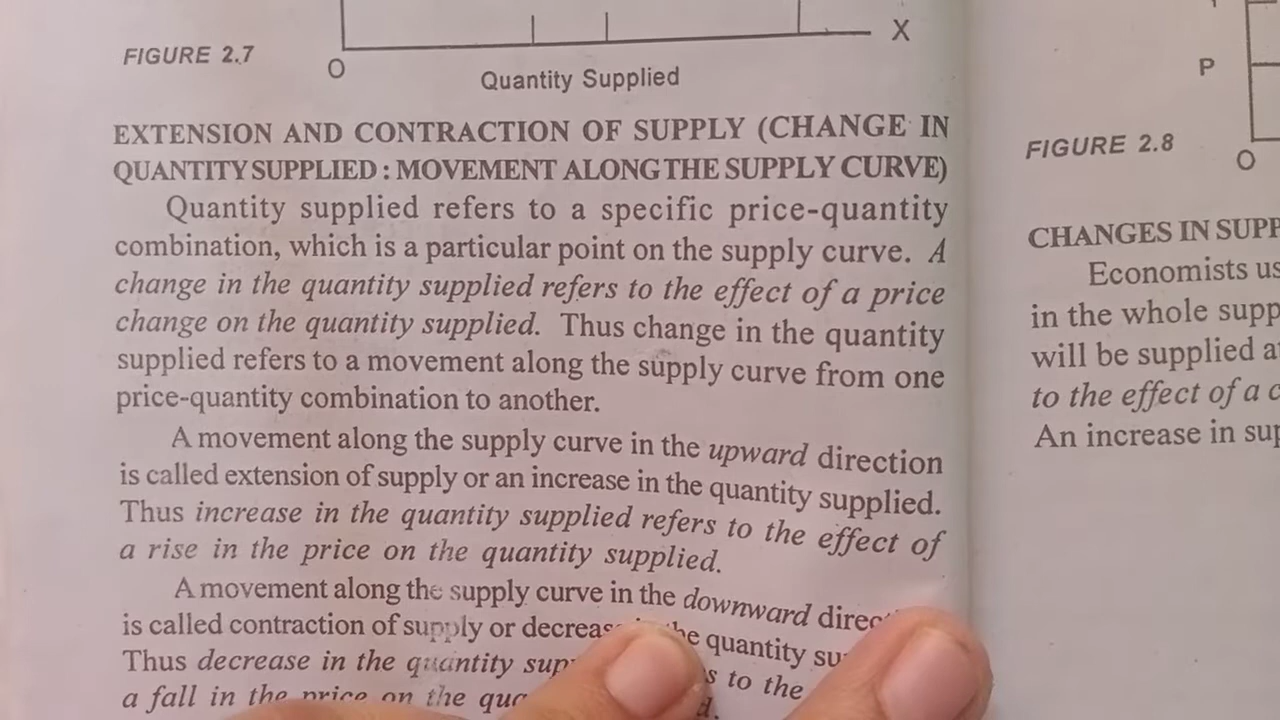 X
FIGURE 2.7
O
Quantity Supplied
EXTENSION AND CONTRACTION OF SUPPLY (CHANGE IN
QUANTITY SUPPLIED : MOVEMENT ALONG THE SUPPLY CURVE)
Quantity supplied refers to a specific price-quantity
combination, which is a particular point on the supply curve. A
change in the quantity supplied refers to the effect of a price
change on the quantity supplied. Thus change in the quantity
supplied refers to a movement along the supply curve from one
price-quantity combination to another.
A movement along the supply curve in the upward direction
is called extension of supply or an increase in the quantity supplied.
Thus increase in the quantity supplied refers to the effect of
a rise in the price on the quantity supplied.
A movement along the supply curve in the downward
is called contraction of supply or quantity
Thus decrease in the quantity to the
a fall in the price on the
P
FIGURE 2.8
O
CHANGES IN
Economists
in the whole
will be supplied
to the effect of a
An increase in